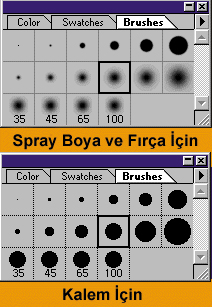 Color Swatches Brushes
35 45 65 100
Spray Boya ve Fırça İçin
Color Swatches Brushes
35 45 65 100
Kalem İçin